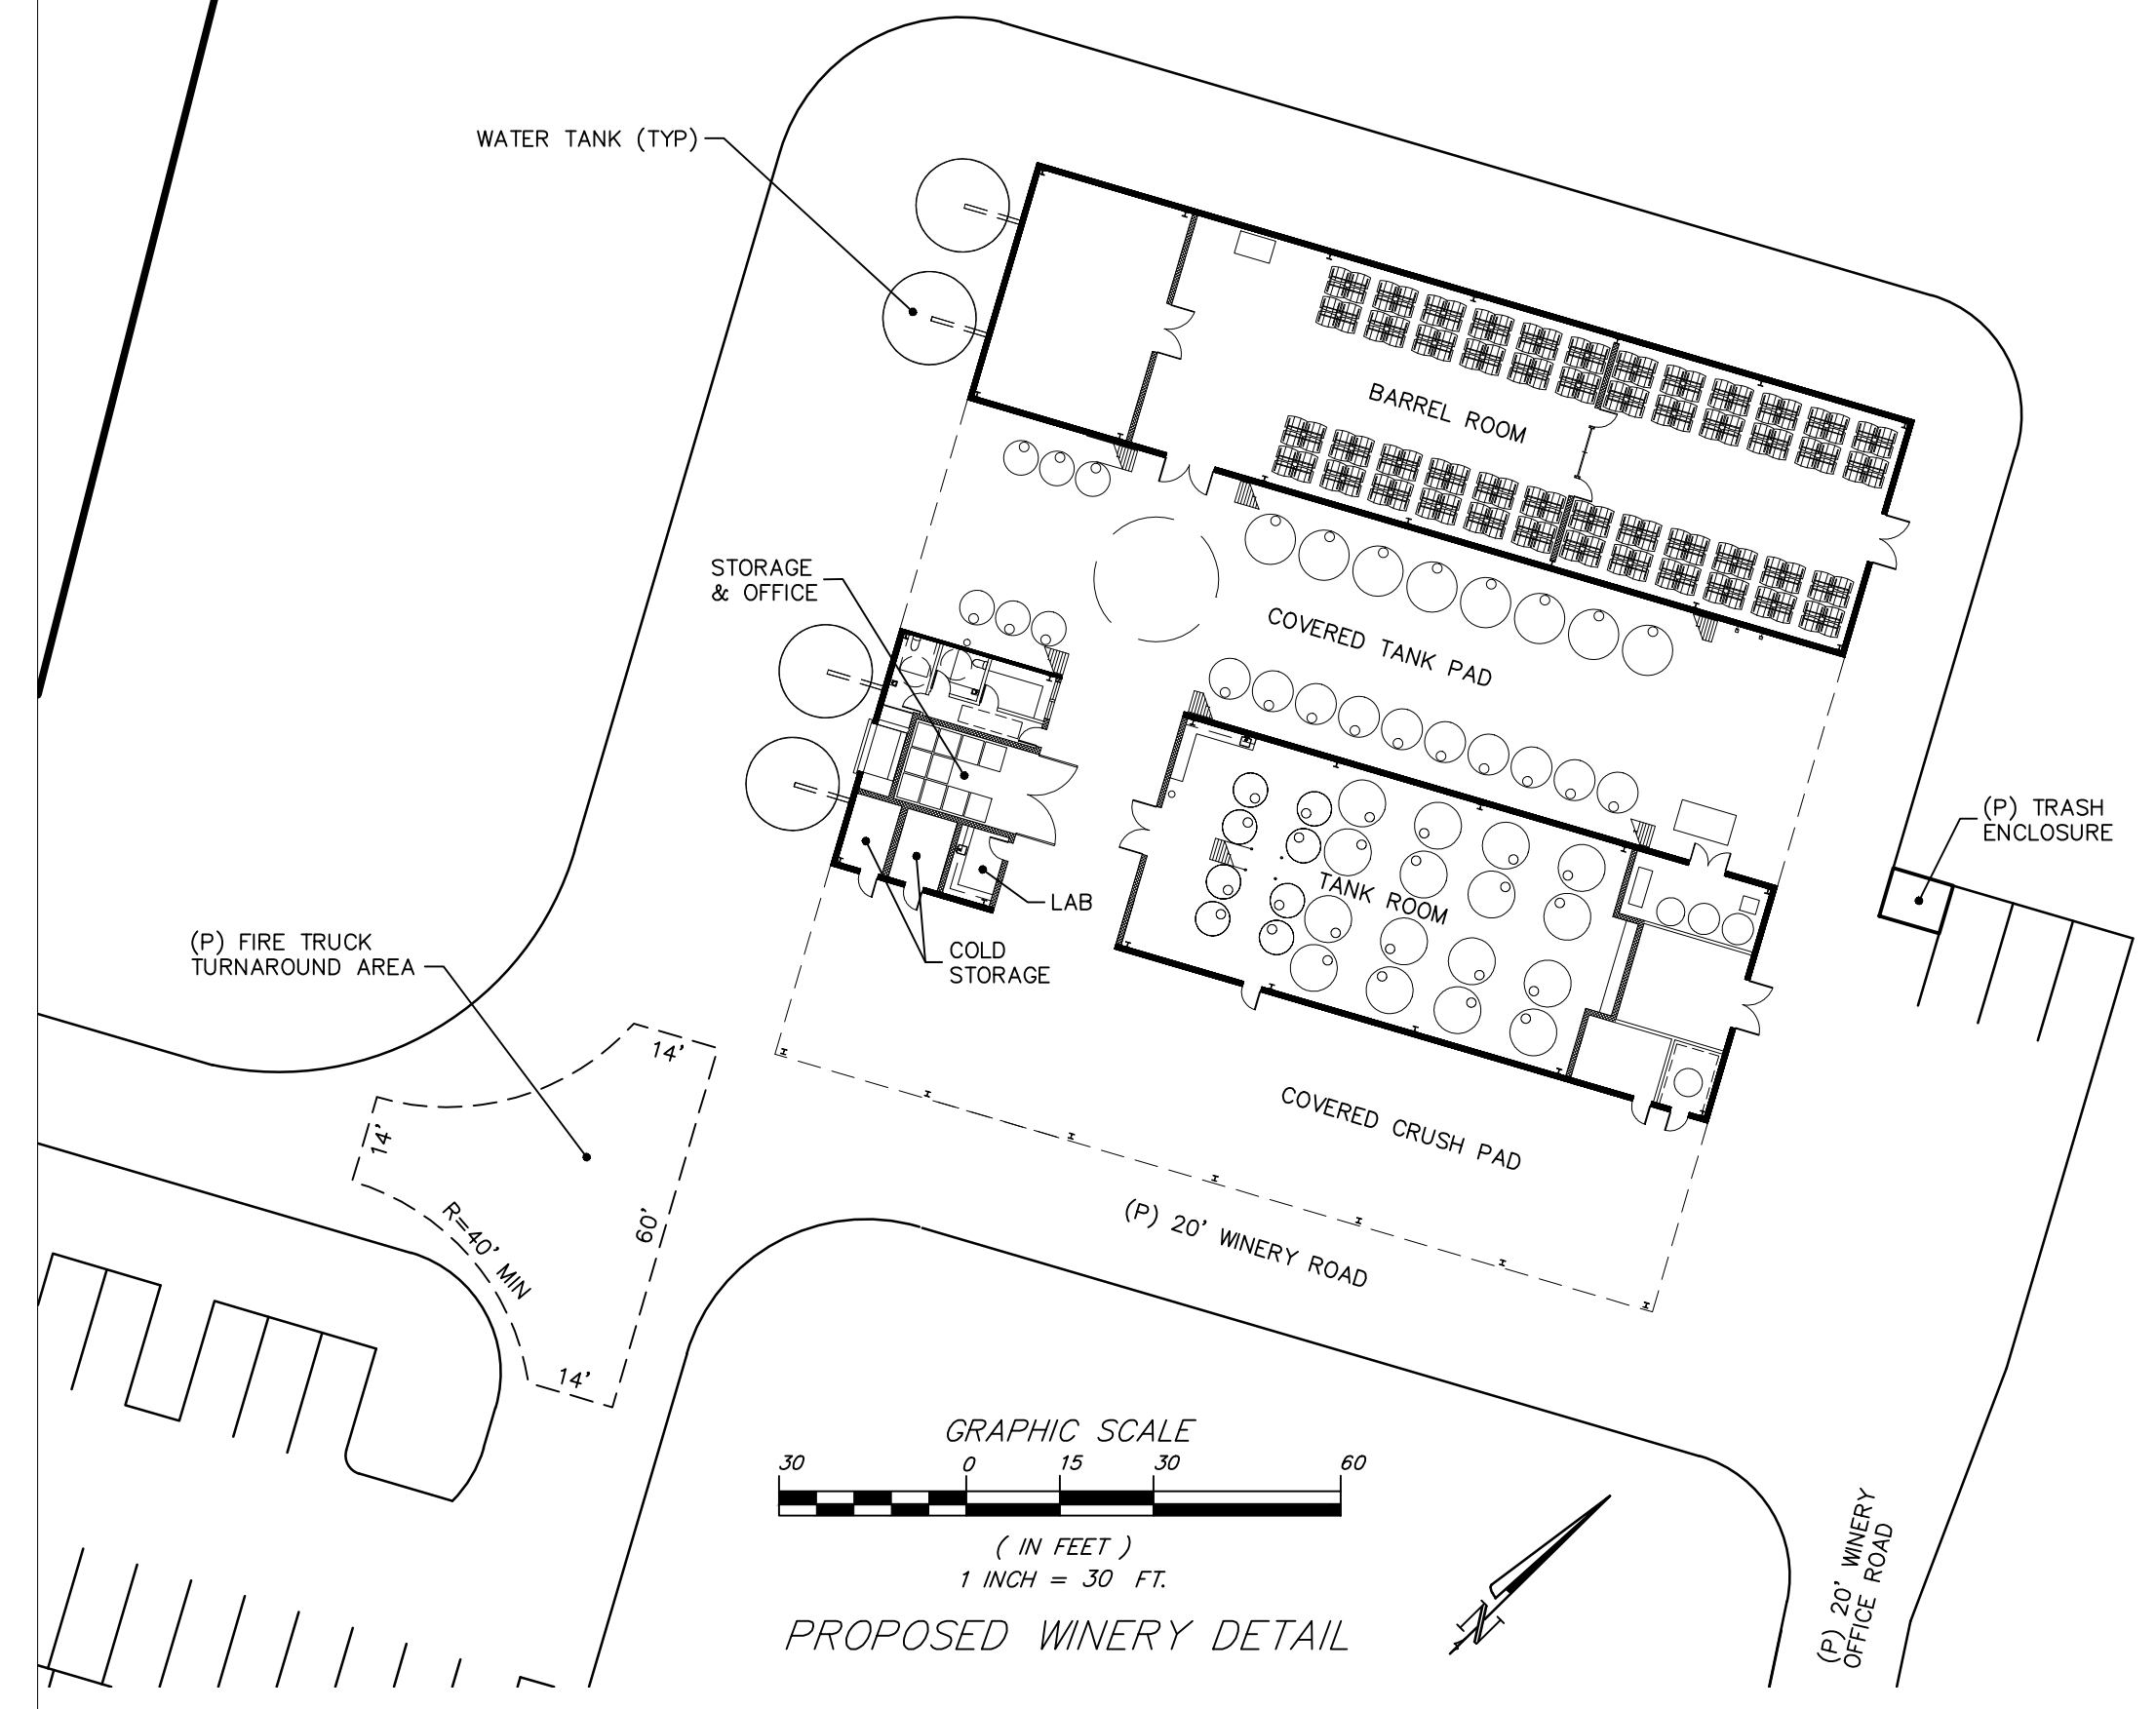 WATER TANK (TYP)
BARREL ROOM
STORAGE
& OFFICE
COVERED TANK PAD
(P) TRASH
ENCLOSURE
TANK ROOM
LAB
(P) FIRE TRUCK
TURNAROUND AREA
COLD
STORAGE
14'
14'
COVERED CRUSH PAD
60'
R=40' MIN
(P) 20' WINERY ROAD
14'
GRAPHIC SCALE
30 0 15 30 60
( IN FEET )
1 INCH = 30 FT.
PROPOSED WINERY DETAIL
N
(P) 20' WINERY
OFFICE ROAD